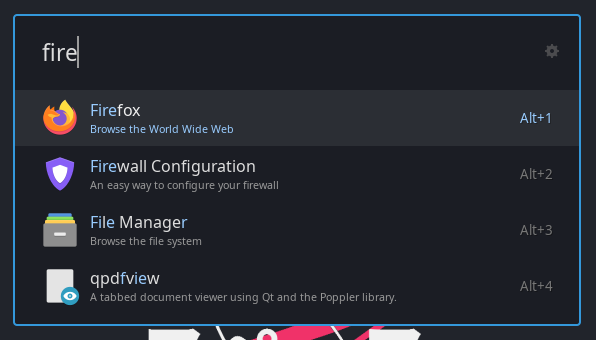 fire
Firefox
Browse the World Wide Web
Alt+1
Firewall Configuration
An easy way to configure your firewall
Alt+2
File Manager
Browse the file system
Alt+3
qpdfview
A tabbed document viewer using Qt and the Poppler library.
Alt+4